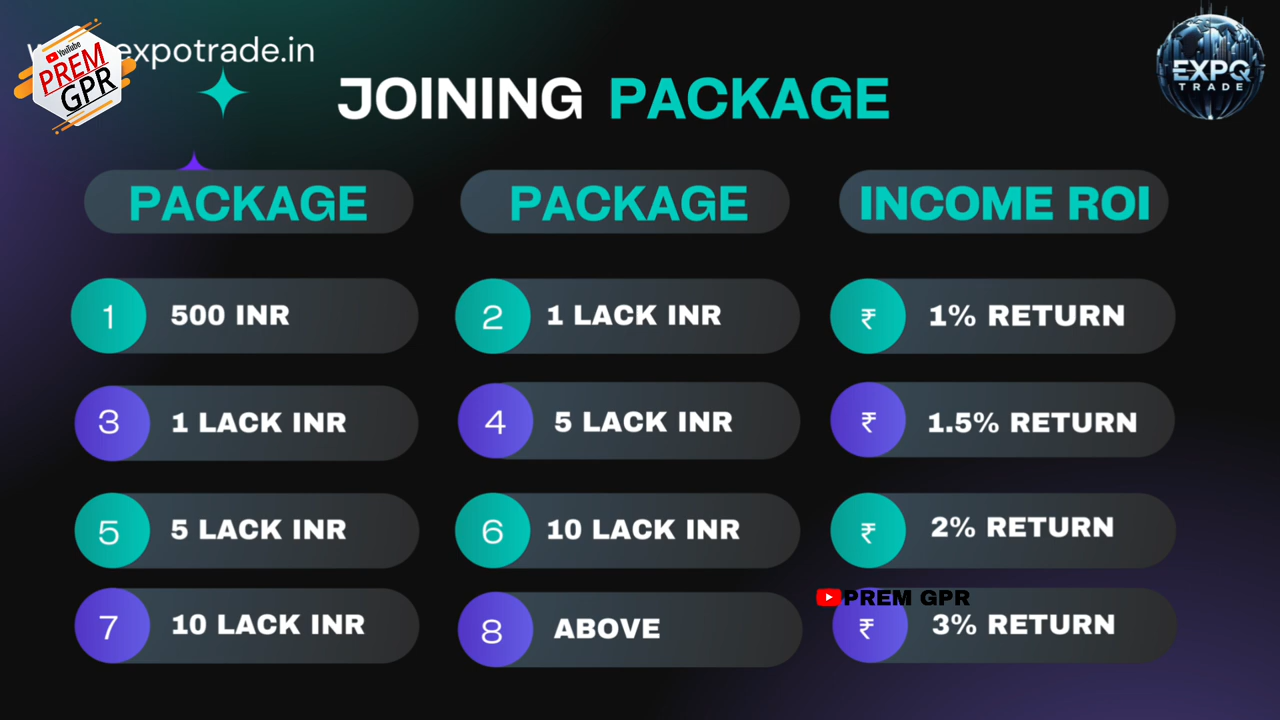 expotrade.in
YouTube
PREM
GPR
EXPO
TRADE
JOINING PACKAGE
PACKAGE PACKAGE INCOME ROI
1 500 INR 2 1 LACK INR ₹ 1% RETURN
3 1 LACK INR 4 5 LACK INR ₹ 1.5% RETURN
5 5 LACK INR 6 10 LACK INR ₹ 2% RETURN
PREM GPR
7 10 LACK INR 8 ABOVE ₹ 3% RETURN